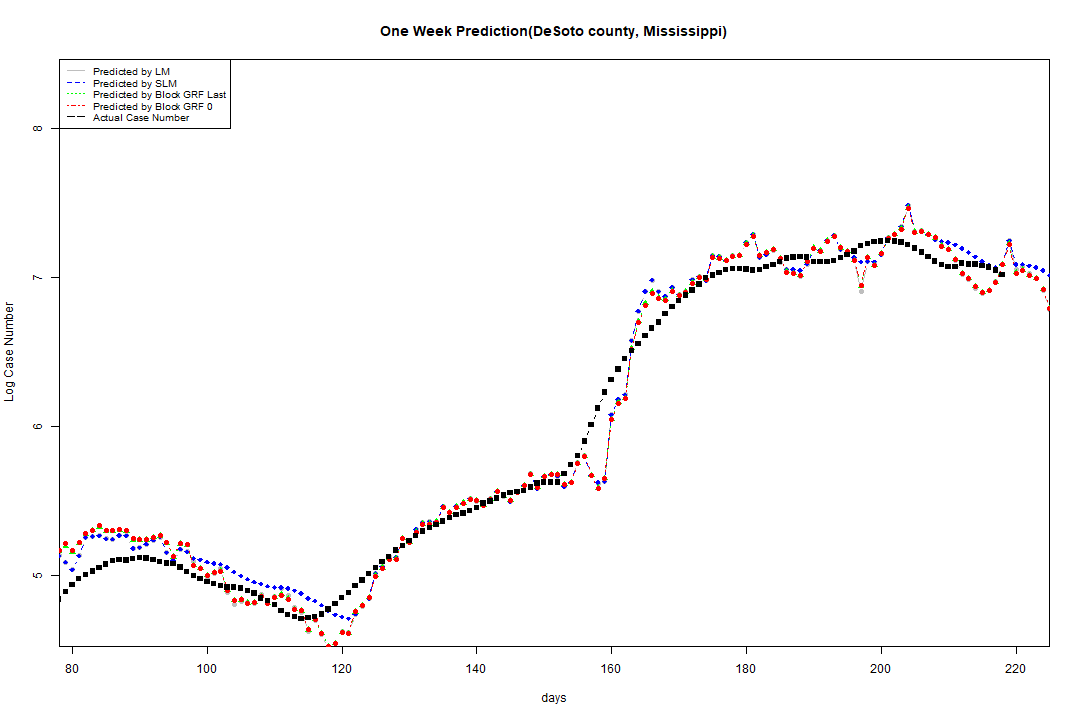 One Week Prediction(DeSoto county, Mississippi)
Predicted by LM
Predicted by SLM
Predicted by Block GRF Last
Predicted by Block GRF 0
Actual Case Number
8
7
6
5
Log Case Number
80 100 120 140 160 180 200 220
days